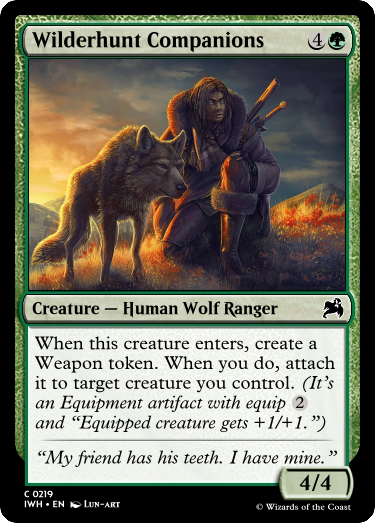 Wilderhunt Companions 4
Creature — Human Wolf Ranger
When this creature enters, create a
Weapon token. When you do, attach
it to target creature you control. (It's
an Equipment artifact with equip 2
and “Equipped creature gets +1/+1.”)
“My friend has his teeth. I have mine.”
4/4
C 0219
IWH • EN Lun-art
© Wizards of the Coast